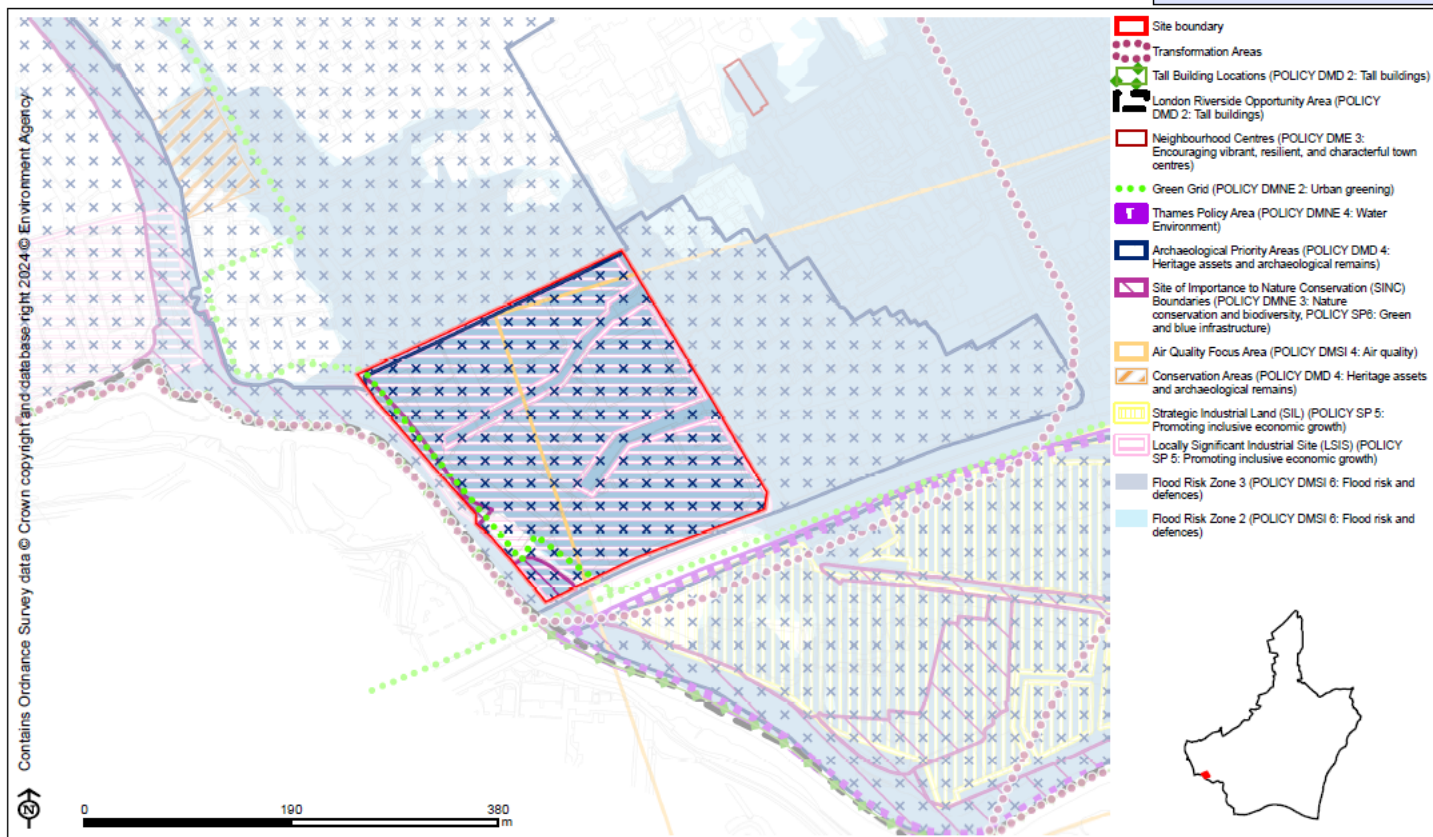 Contains Ordnance Survey data © Crown copyright and database right 2024 © Environment Agency
Site boundary
Transformation Areas
Tall Building Locations (POLICY DMD 2: Tall buildings)
London Riverside Opportunity Area (POLICY
DMD 2: Tall buildings)
Neighbourhood Centres (POLICY DME 3:
Encouraging vibrant, resilient, and characterful town
centres)
Green Grid (POLICY DMNE 2: Urban greening)
Thames Policy Area (POLICY DMNE 4: Water
Environment)
Archaeological Priority Areas (POLICY DMD 4:
Heritage assets and archaeological remains)
Site of Importance to Nature Conservation (SINC)
Boundaries (POLICY DMNE 3: Nature
conservation and biodiversity, POLICY SP6: Green
and blue infrastructure)
Air Quality Focus Area (POLICY DMSI 4: Air quality)
Conservation Areas (POLICY DMD 4: Heritage assets
and archaeological remains)
Strategic Industrial Land (SIL) (POLICY SP 5:
Promoting inclusive economic growth)
Locally Significant Industrial Site (LSIS) (POLICY
SP 5: Promoting inclusive economic growth)
Flood Risk Zone 3 (POLICY DMSI 6: Flood risk and
defences)
Flood Risk Zone 2 (POLICY DMSI 6: Flood risk and
defences)
N
0 190 380
m